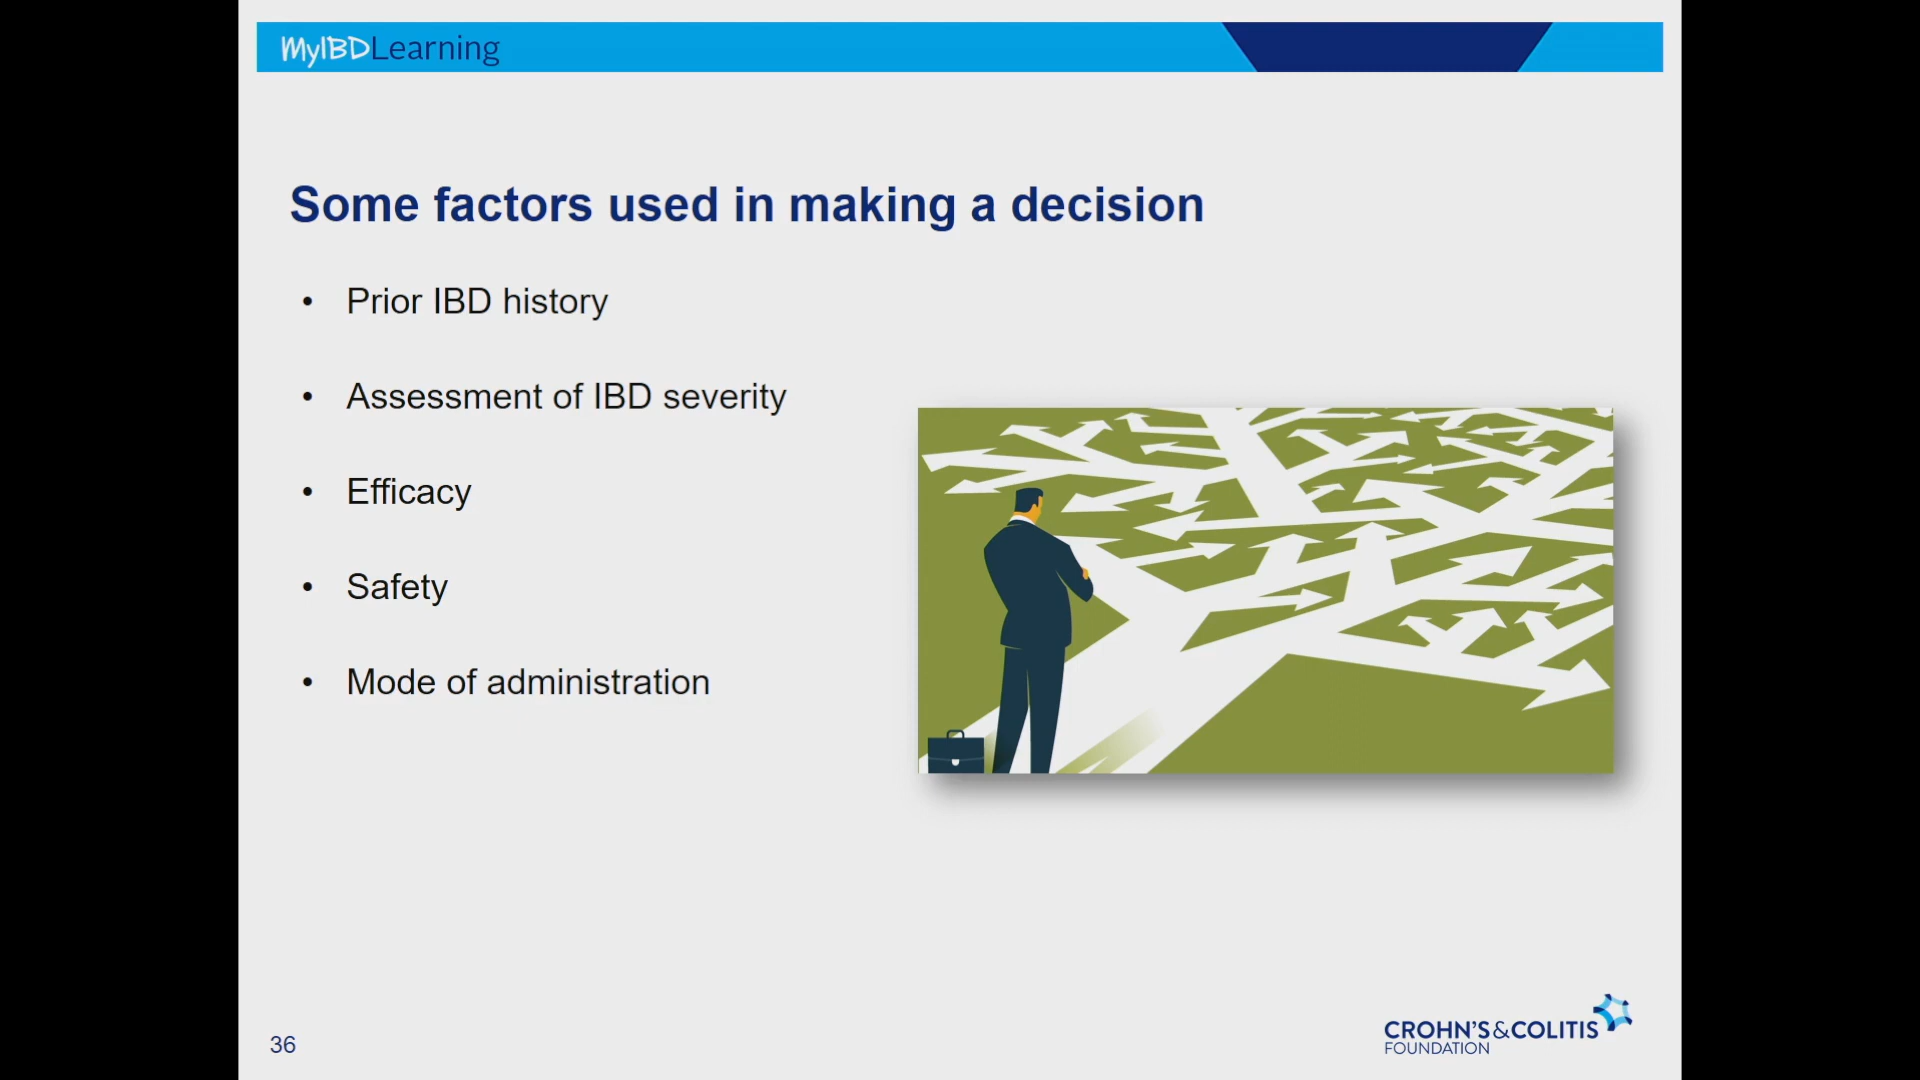 MyIBDLearning
Some factors used in making a decision
• Prior IBD history
• Assessment of IBD severity
• Efficacy
• Safety
• Mode of administration
36
CROHN'S&COLITIS
FOUNDATION